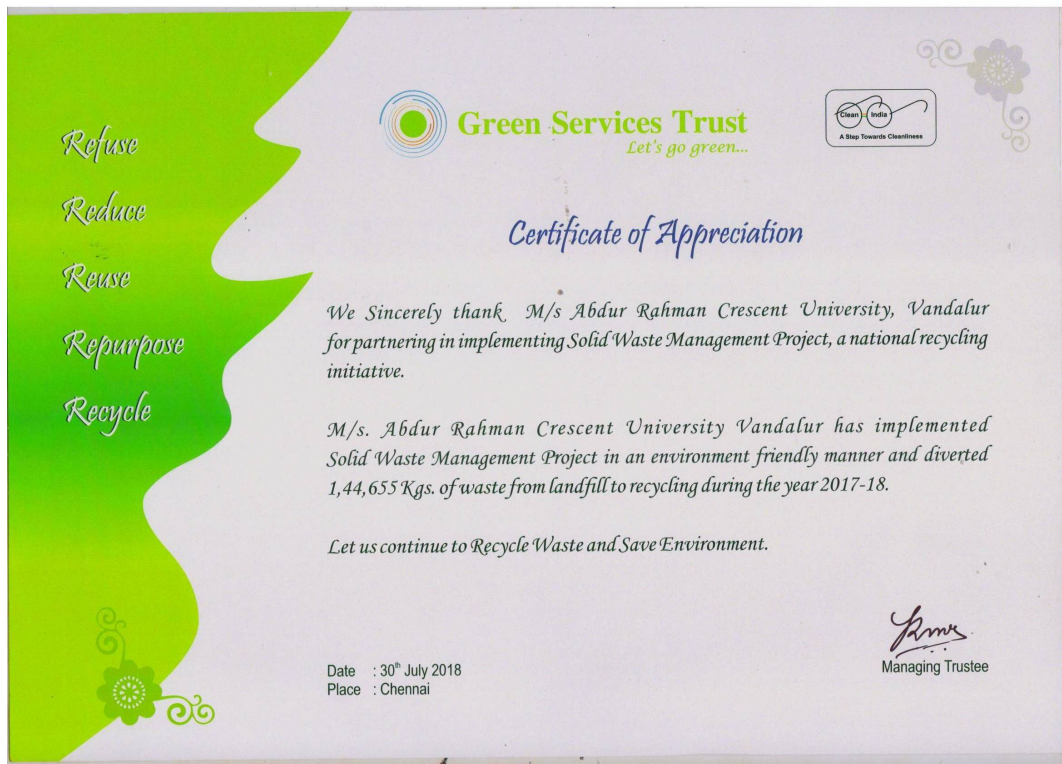 Refuse
Reduce
Reuse
Repurpose
Recycle
Green Services Trust
Let's go green...
Clean India
A Step Towards Cleanliness
Certificate of Appreciation
We Sincerely thank M/s Abdur Rahman Crescent University, Vandalur
for partnering in implementing Solid Waste Management Project, a national recycling
initiative.
M/s. Abdur Rahman Crescent University Vandalur has implemented
Solid Waste Management Project in an environment friendly manner and diverted
1,44,655 Kgs. of waste from landfill to recycling during the year 2017-18.
Let us continue to Recycle Waste and Save Environment.
Date : 30th July 2018
Place : Chennai
Managing Trustee